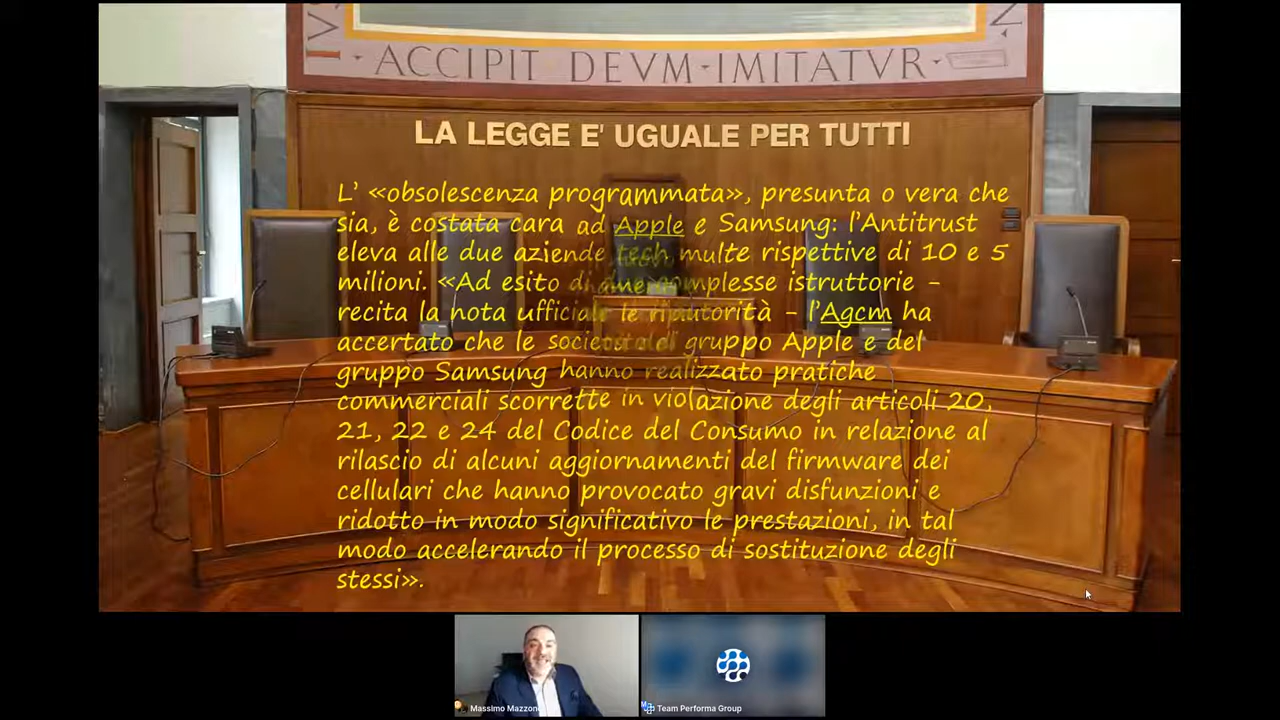 ACCIPIT DEVM IMITATVR
LA LEGGE E' UGUALE PER TUTTI
L' «obsolescenza programmata», presunta o vera che
sia, è costata cara ad Apple e Samsung: l'Antitrust
eleva alle due aziende tech multe rispettive di 10 e 5
milioni. «Ad esito di due complesse istruttorie -
recita la nota ufficiale le ll'autorità - l'Agcm ha
accertato che le società del gruppo Apple e del
gruppo Samsung hanno realizzato pratiche
commerciali scorrette in violazione degli articoli 20,
21, 22 e 24 del Codice del Consumo in relazione al
rilascio di alcuni aggiornamenti del firmware dei
cellulari che hanno provocato gravi disfunzioni e
ridotto in modo significativo le prestazioni, in tal
modo accelerando il processo di sostituzione degli
stessi».
Massimo Mazzon
Team Performa Group